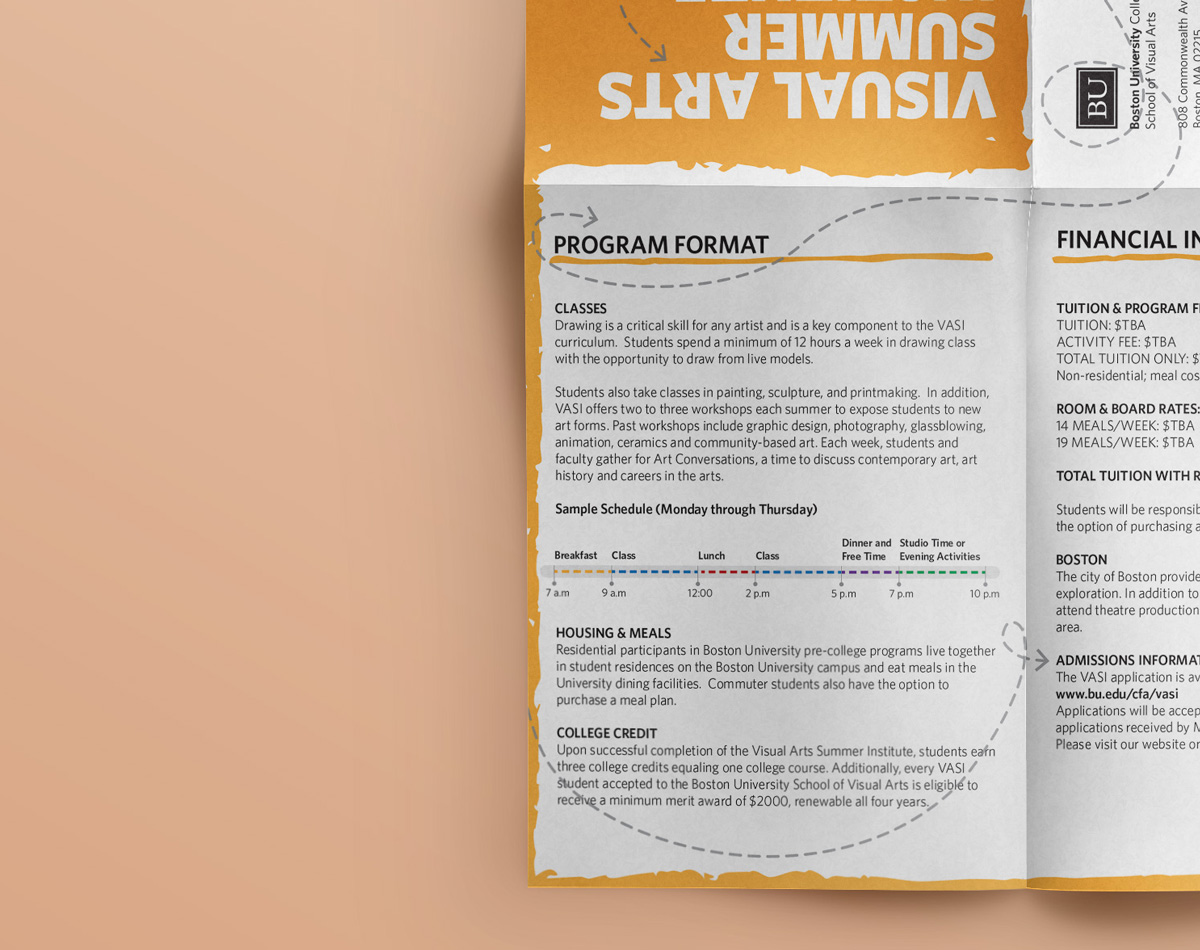 VISUAL ARTS
SUMMER
BU
Boston University
School of Visual Arts
808 Commonwealth
Boston, MA 02215
PROGRAM FORMAT
CLASSES
Drawing is a critical skill for any artist and is a key component to the VASI
curriculum. Students spend a minimum of 12 hours a week in drawing class
with the opportunity to draw from live models.
Students also take classes in painting, sculpture, and printmaking. In addition,
VASI offers two to three workshops each summer to expose students to new
art forms. Past workshops include graphic design, photography, glassblowing,
animation, ceramics and community-based art. Each week, students and
faculty gather for Art Conversations, a time to discuss contemporary art, art
history and careers in the arts.
Sample Schedule (Monday through Thursday)
Breakfast Class Lunch Class Dinner and Free Time Studio Time or Evening Activities
7 a.m 9 a.m 12:00 2 p.m 5 p.m 7 p.m 10 p.m
HOUSING & MEALS
Residential participants in Boston University pre-college programs live together
in student residences on the Boston University campus and eat meals in the
University dining facilities. Commuter students also have the option to
purchase a meal plan.
COLLEGE CREDIT
Upon successful completion of the Visual Arts Summer Institute, students earn
three college credits equaling one college course. Additionally, every VASI
student accepted to the Boston University School of Visual Arts is eligible to
receive a minimum merit award of $2000, renewable all four years.
FINANCIAL
TUITION & PROGRAM
TUITION: $TBA
ACTIVITY FEE: $TBA
TOTAL TUITION ONLY:
Non-residential; meal
ROOM & BOARD RATES:
14 MEALS/WEEK: $TBA
19 MEALS/WEEK: $TBA
TOTAL TUITION WITH
Students will be
the option of purchasing
BOSTON
The city of Boston
exploration. In addition to
attend theatre
area.
ADMISSIONS
The VASI application is
www.bu.edu/cfa/vasi
Applications will be
applications received by
Please visit our website or